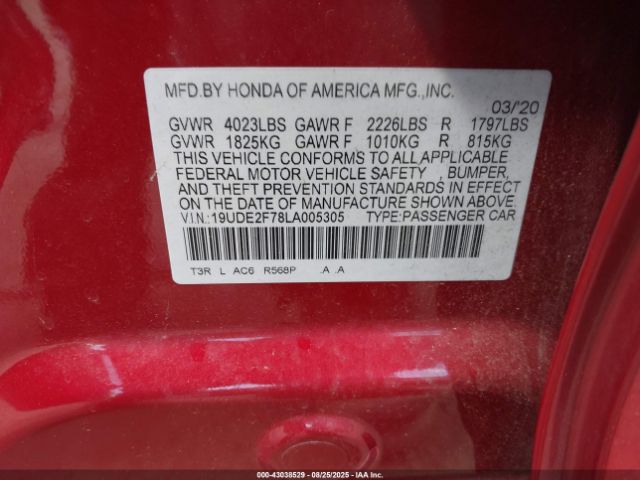 MFD.BY HONDA OF AMERICA MFG.,INC.
03/'20
GVWR 4023LBS GAWR F 2226LBS R 1797LBS
GVWR 1825KG GAWR F 1010KG R 815KG
THIS VEHICLE CONFORMS TO ALL APPLICABLE
FEDERAL MOTOR VEHICLE SAFETY , BUMPER,
AND THEFT PREVENTION STANDARDS IN EFFECT
ON THE DATE OF MANUFACTURE SHOWN ABOVE.
V.I.N.:19UDE2F78LA005305 TYPE:PASSENGER CAR
T3R L AC6 R568P .A .A
000-43038529 - 08/25/2025 - IAA Inc.